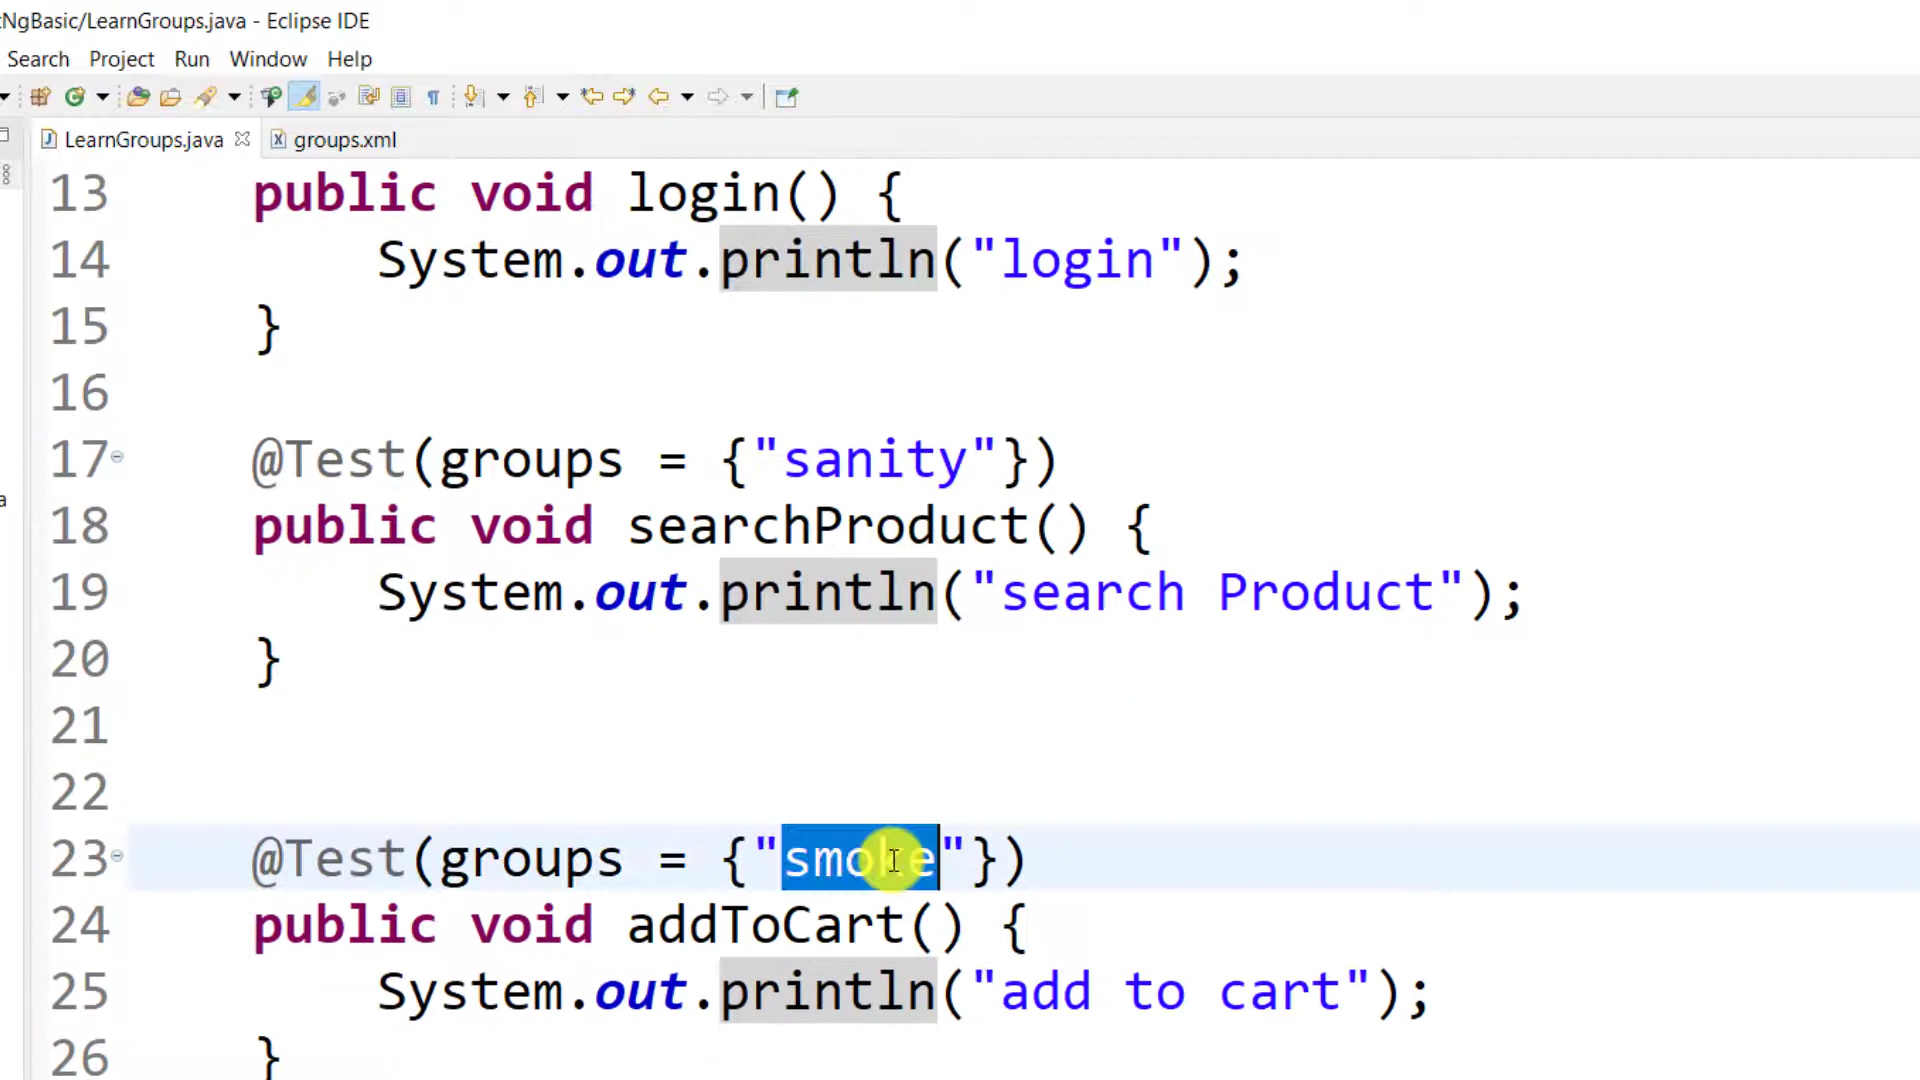 tNgBasic/LearnGroups.java - Eclipse IDE
Search Project Run Window Help
LearnGroups.java groups.xml
13 public void login() {
14 System.out.println("login");
15 }
16
17 @Test(groups = {"sanity"})
18 public void searchProduct() {
19 System.out.println("search Product");
20 }
21
22
23 @Test(groups = {"smoke"})
24 public void addToCart() {
25 System.out.println("add to cart");
26 }